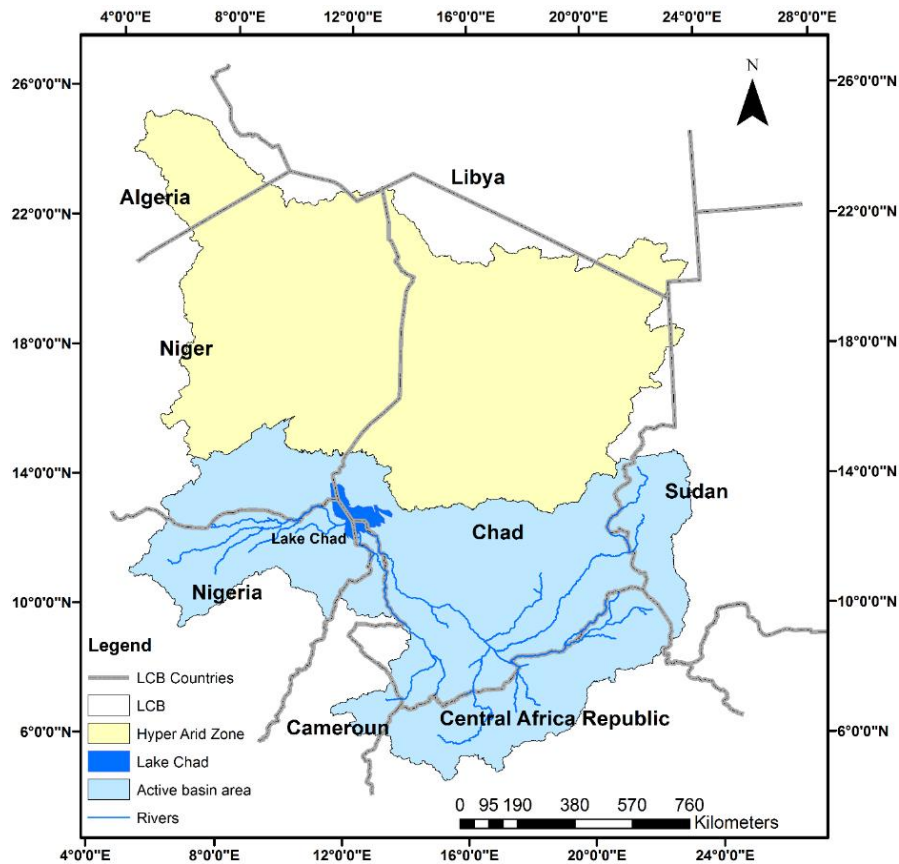 4°0'0"E 8°0'0"E 12°0'0"E 16°0'0"E 20°0'0"E 24°0'0"E 28°0'0"E
26°0'0"N 26°0'0"N
N
Libya
Algeria
22°0'0"N 22°0'0"N
Niger
18°0'0"N 18°0'0"N
14°0'0"N 14°0'0"N
Sudan
Chad
Lake Chad
Nigeria
10°0'0"N 10°0'0"N
Legend
LCB Countries
LCB
Hyper Arid Zone
Lake Chad
Active basin area
Rivers
Central Africa Republic
Cameroun
6°0'0"N 6°0'0"N
0 95 190 380 570 760
Kilometers
4°0'0"E 8°0'0"E 12°0'0"E 16°0'0"E 20°0'0"E 24°0'0"E